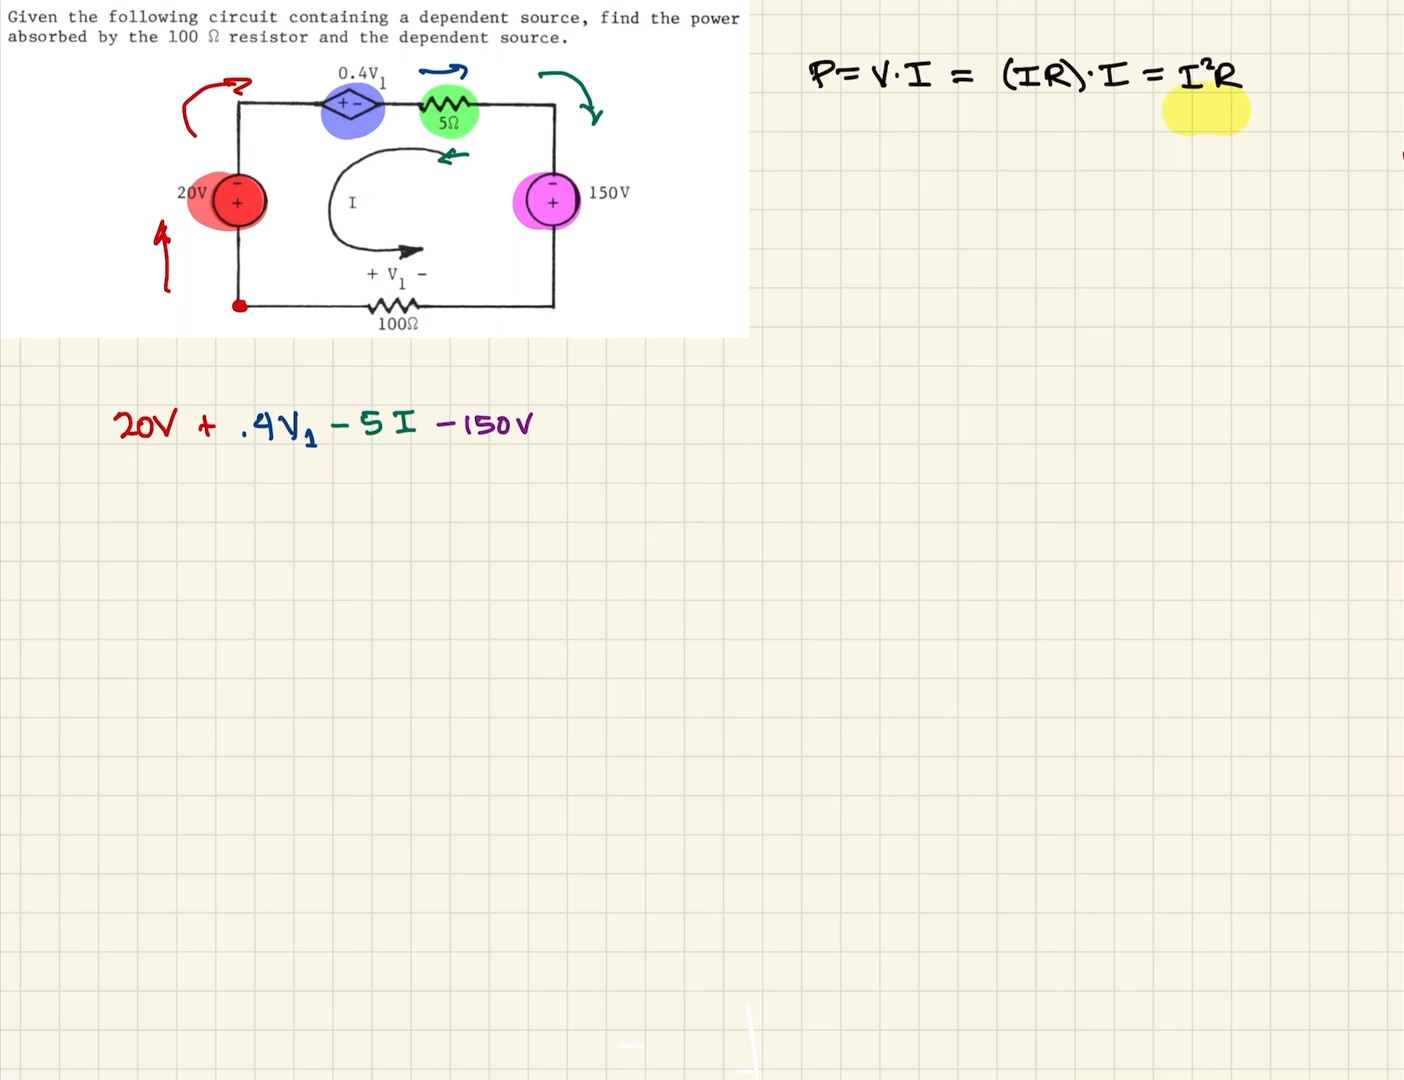 Given the following circuit containing a dependent source, find the power
absorbed by the 100 Ω resistor and the dependent source.
P = V·I = (IR)·I = I²R
0.4V₁
+ -
5Ω
20V
-
+
I
-
+
150V
+ V₁ -
100Ω
20V + .4V₁ - 5I - 150V